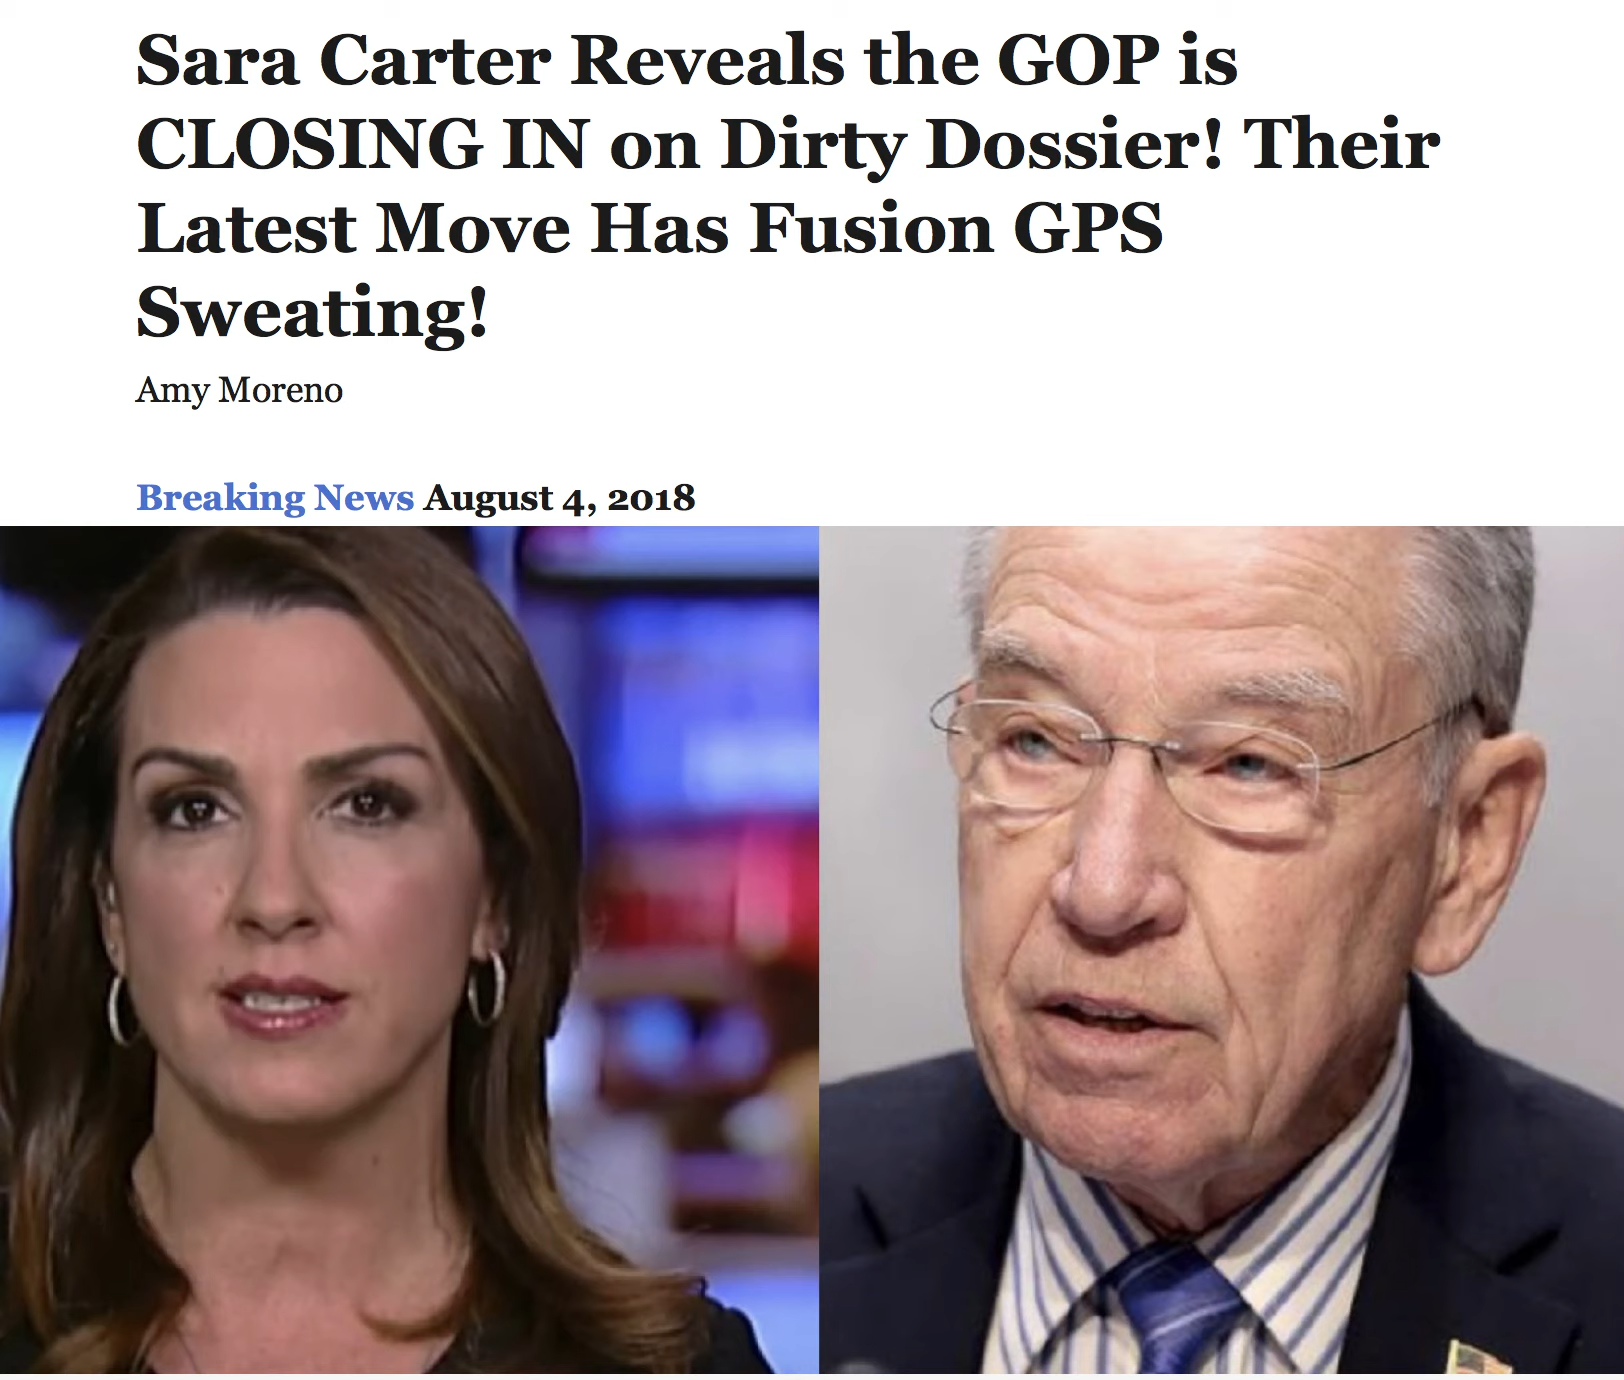 Sara Carter Reveals the GOP is
CLOSING IN on Dirty Dossier! Their
Latest Move Has Fusion GPS
Sweating!
Amy Moreno
Breaking News August 4, 2018